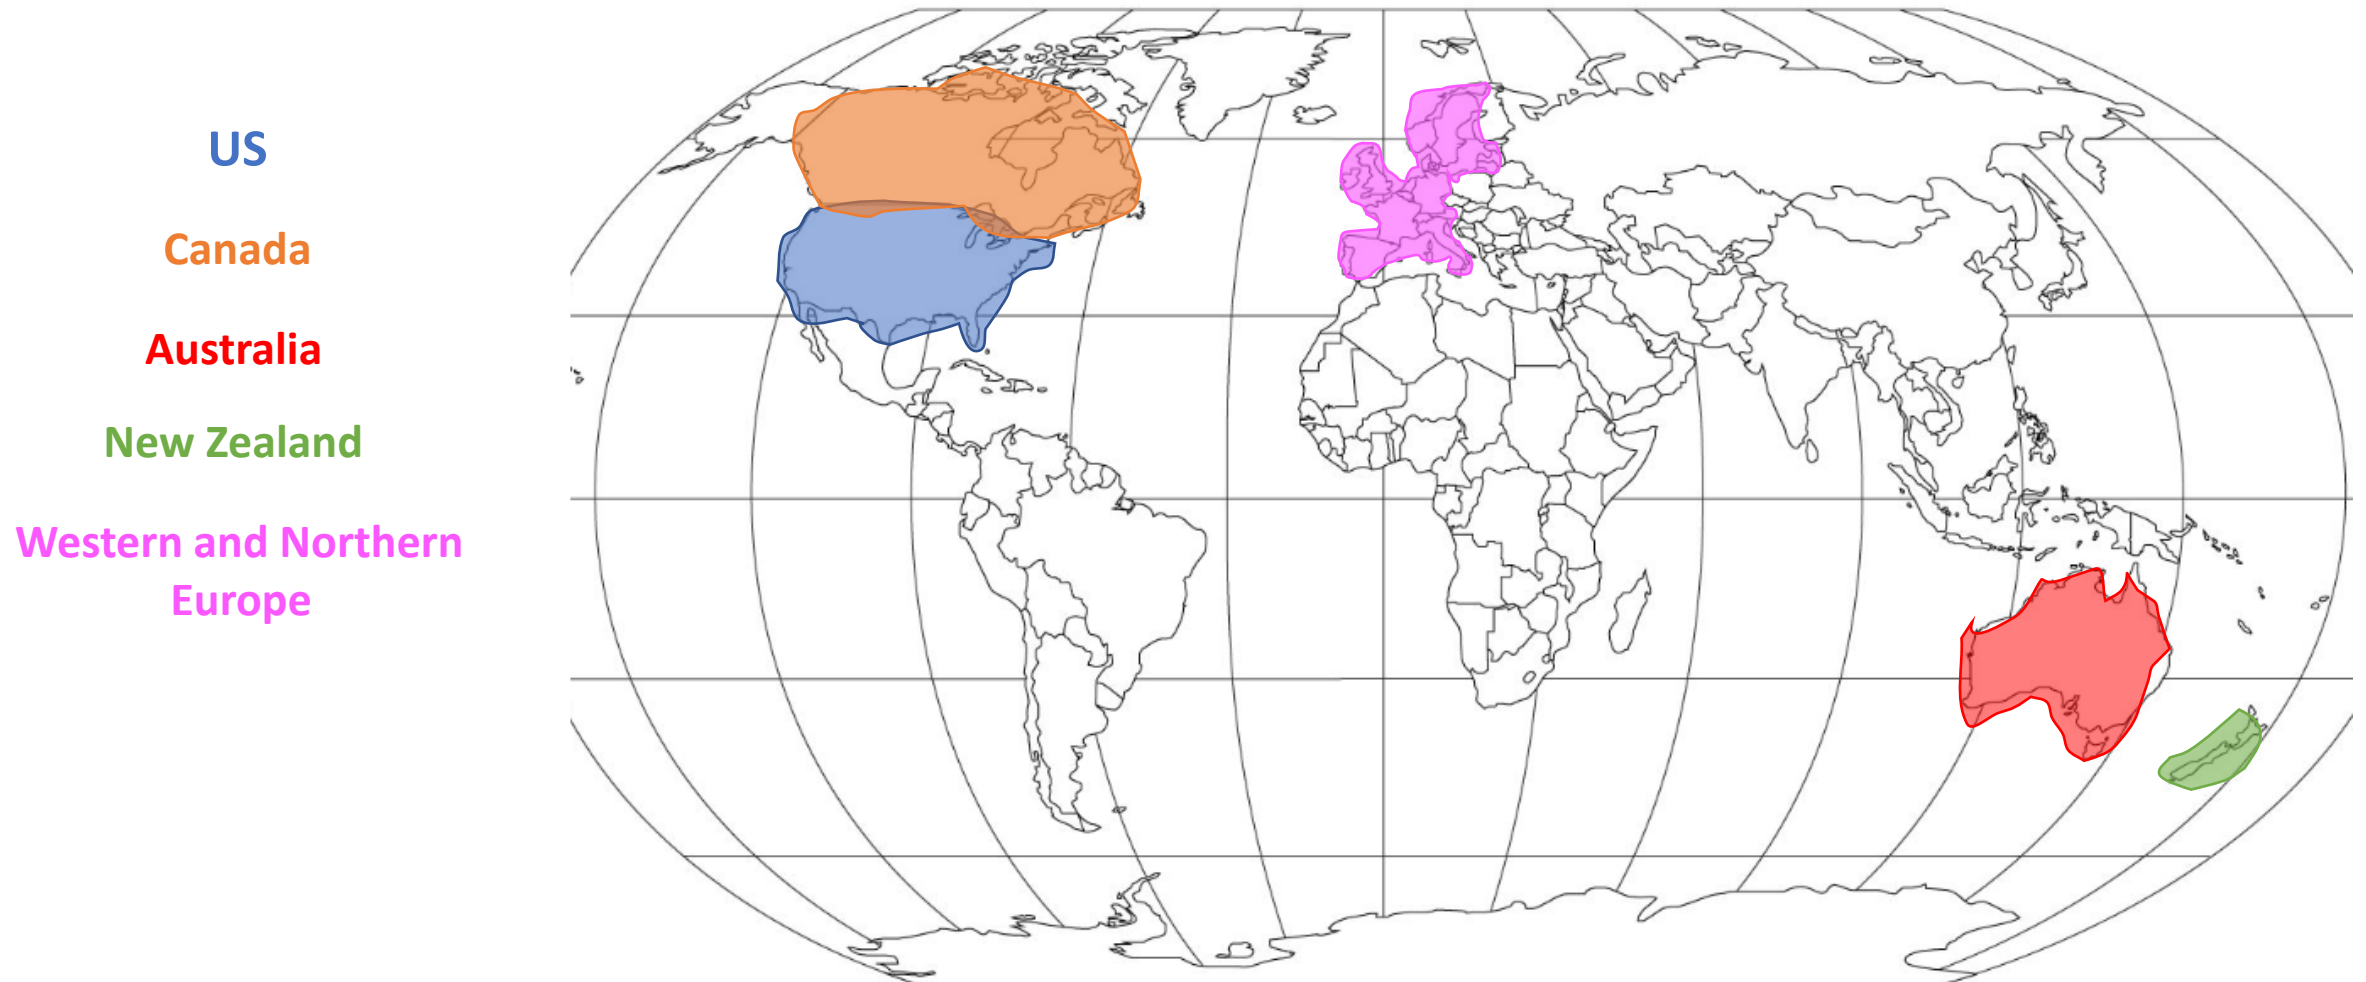 US
Canada
Australia
New Zealand
Western and Northern
Europe